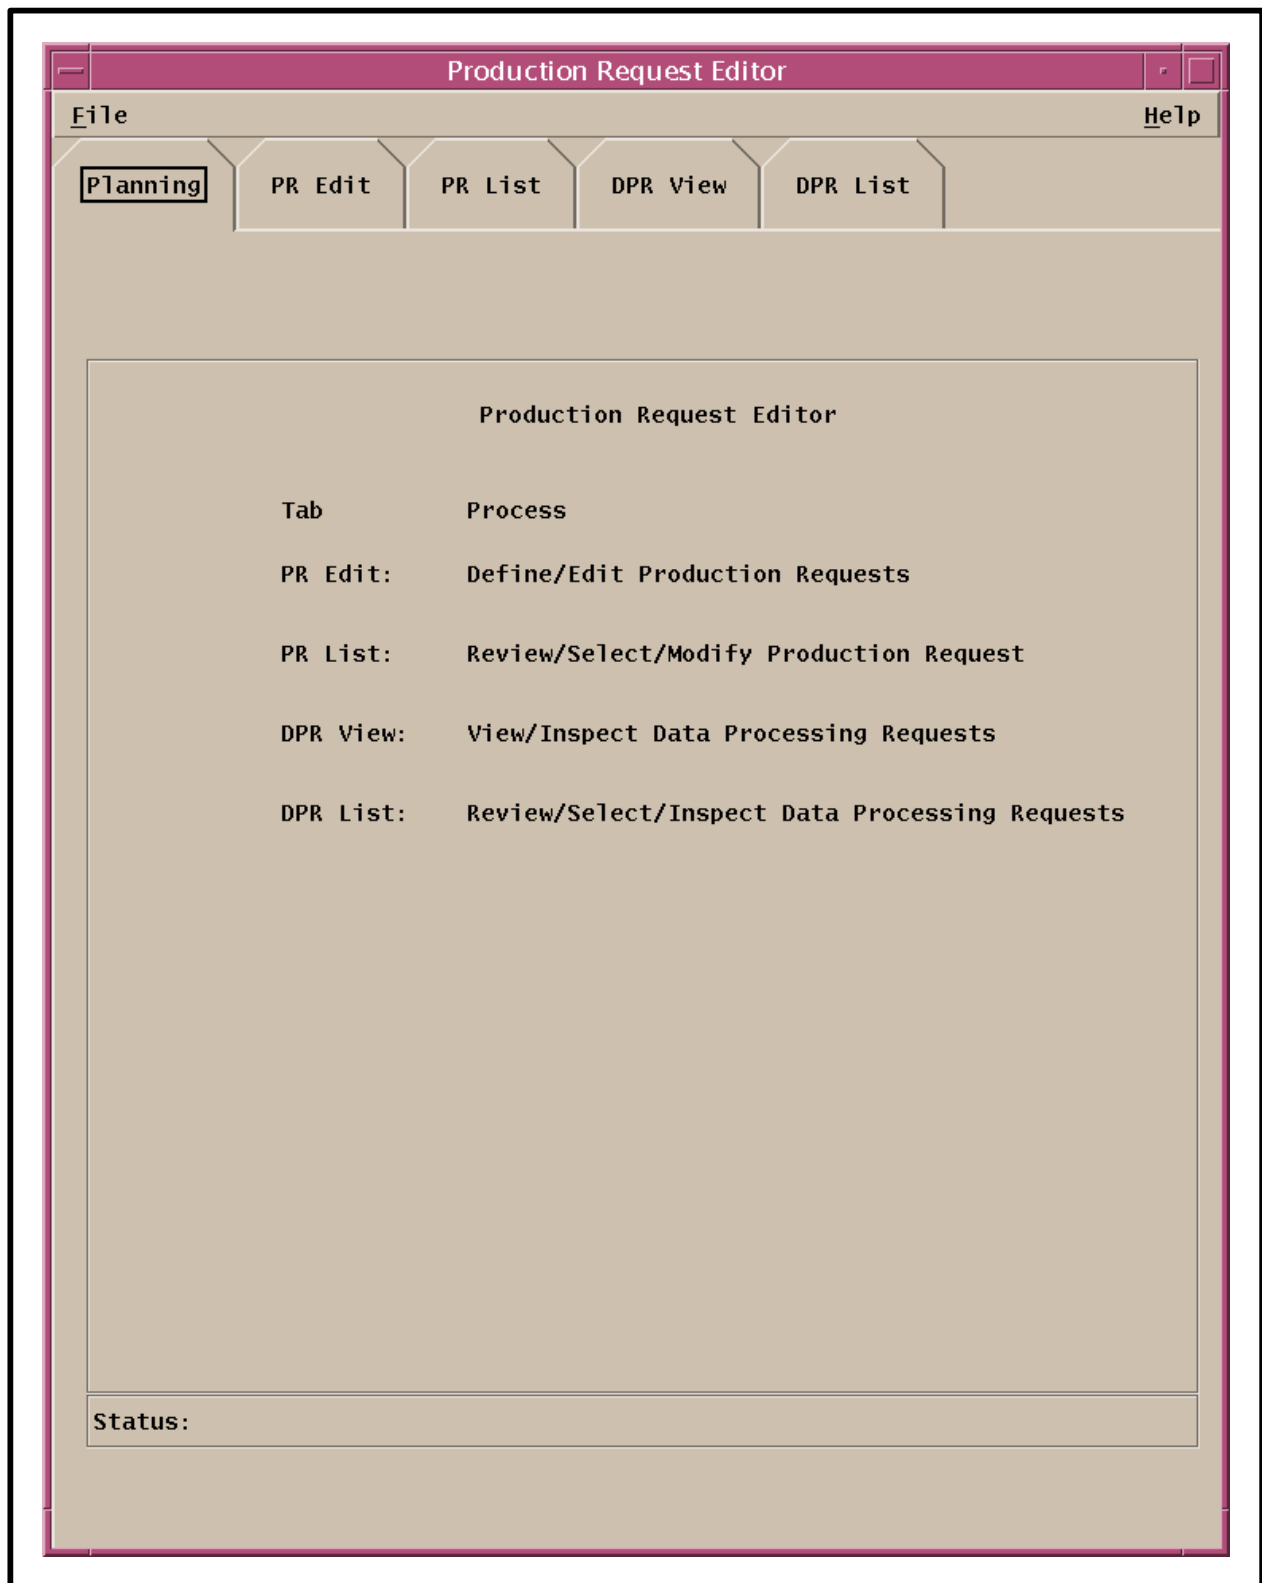 Production Request Editor
File Help
Planning PR Edit PR List DPR View DPR List
Production Request Editor
Tab Process
PR Edit: Define/Edit Production Requests
PR List: Review/Select/Modify Production Request
DPR View: View/Inspect Data Processing Requests
DPR List: Review/Select/Inspect Data Processing Requests
Status: